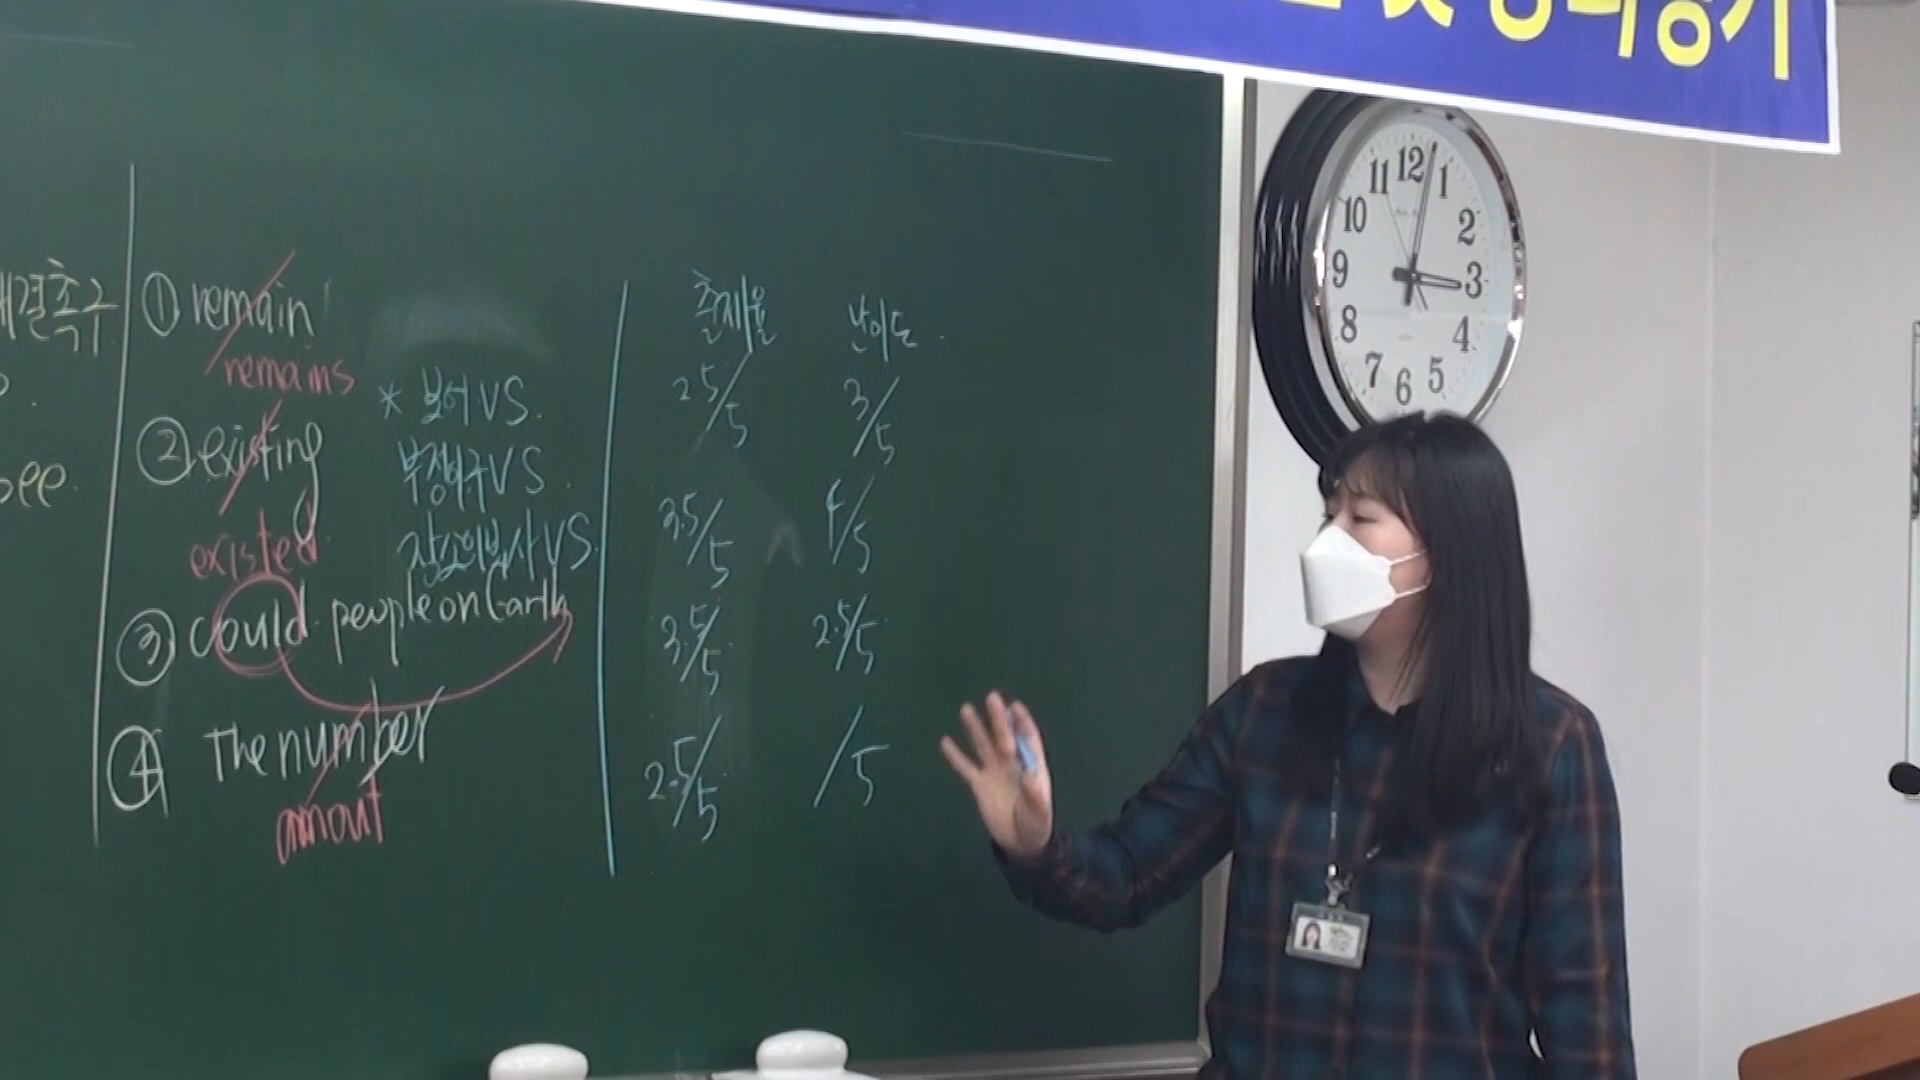 해결촉구
see.
① remain
remains
② existing
existed
* 보어 VS.
부정어구 VS.
장소의 부사 VS.
③ could people on Earth
④ The number
amout
출제율 난이도.
2.5/5 3/5
3.5/5 4/5
3.5/5 2.5/5
2.5/5 /5
12
1
2
3
4
5
6
7
8
9
10
11